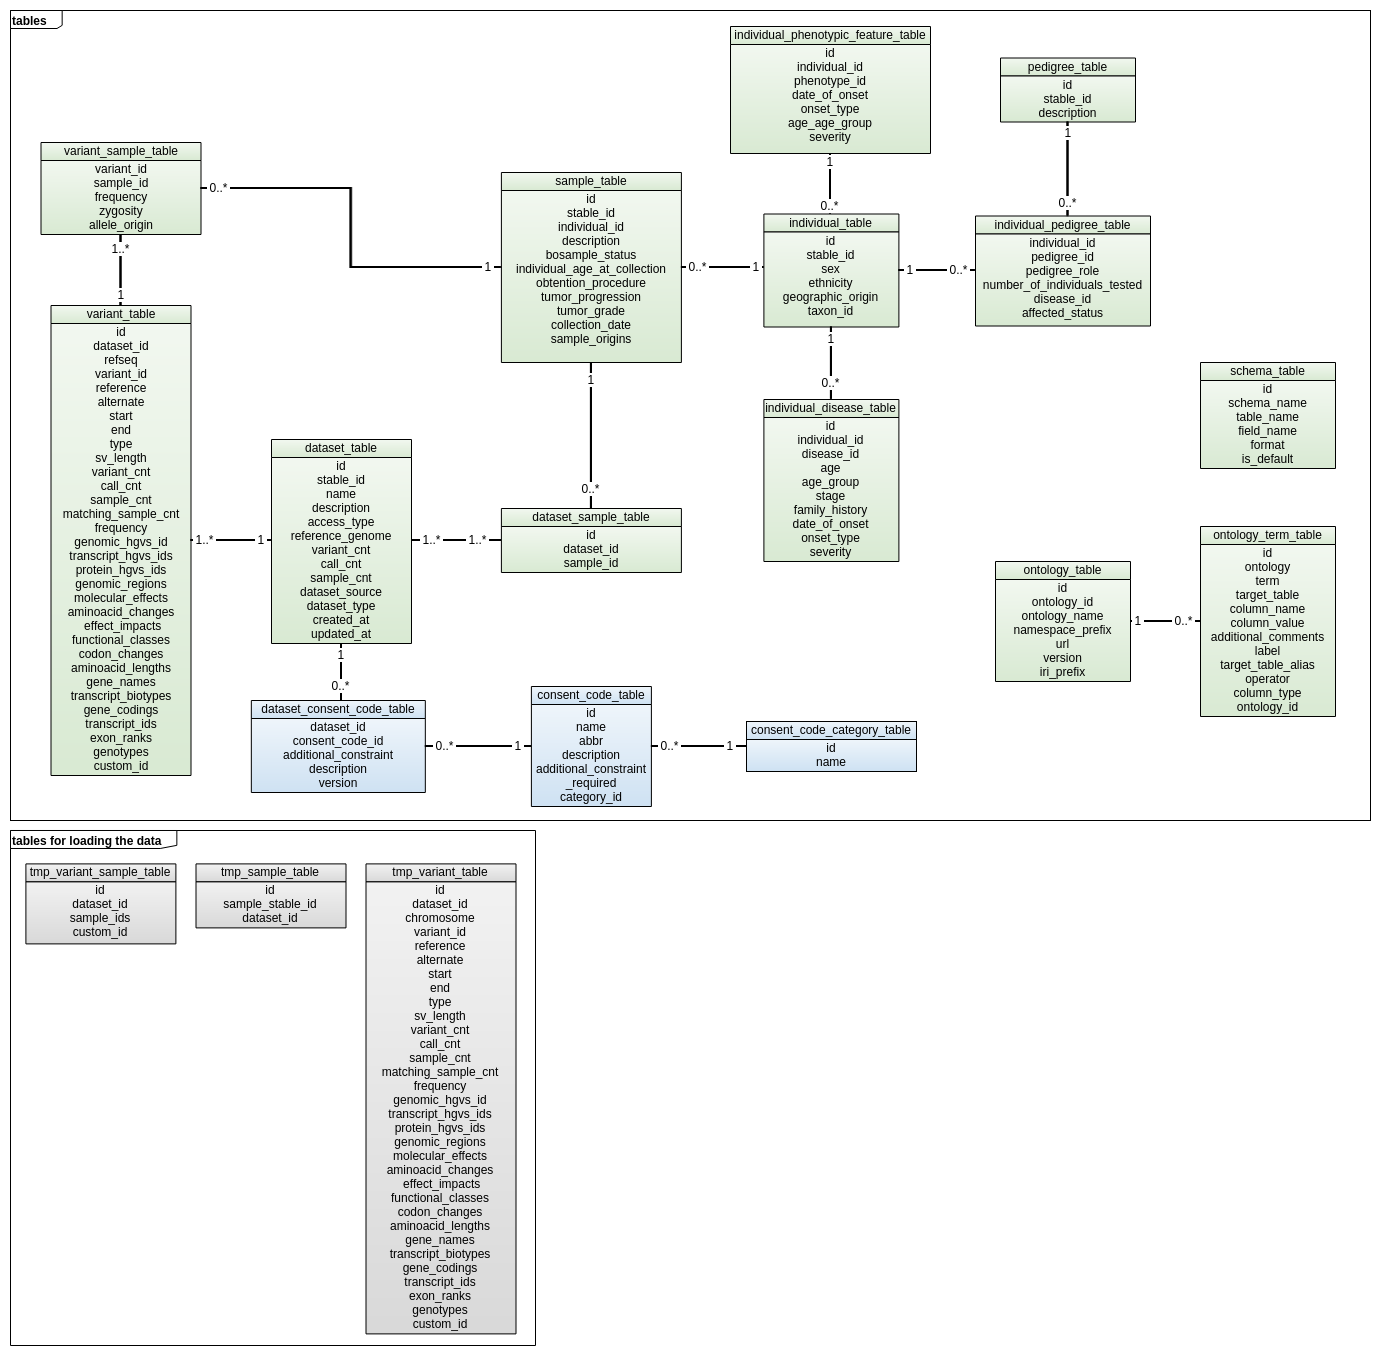 tables
individual_phenotypic_feature_table
id
individual_id
phenotype_id
date_of_onset
onset_type
age_age_group
severity
1
0..*
pedigree_table
id
stable_id
description
1
0..*
variant_sample_table
variant_id
sample_id
frequency
zygosity
allele_origin
0..*
1
1..*
1
sample_table
id
stable_id
individual_id
description
bosample_status
individual_age_at_collection
obtention_procedure
tumor_progression
tumor_grade
collection_date
sample_origins
0..*
1
1
0..*
individual_table
id
stable_id
sex
ethnicity
geographic_origin
taxon_id
1
0..*
1
0..*
individual_pedigree_table
individual_id
pedigree_id
pedigree_role
number_of_individuals_tested
disease_id
affected_status
variant_table
id
dataset_id
refseq
variant_id
reference
alternate
start
end
type
sv_length
variant_cnt
call_cnt
sample_cnt
matching_sample_cnt
frequency
genomic_hgvs_id
transcript_hgvs_ids
protein_hgvs_ids
genomic_regions
molecular_effects
aminoacid_changes
effect_impacts
functional_classes
codon_changes
aminoacid_lengths
gene_names
transcript_biotypes
gene_codings
transcript_ids
exon_ranks
genotypes
custom_id
1..*
1
dataset_table
id
stable_id
name
description
access_type
reference_genome
variant_cnt
call_cnt
sample_cnt
dataset_source
dataset_type
created_at
updated_at
1..*
1..*
1
0..*
dataset_sample_table
id
dataset_id
sample_id
individual_disease_table
id
individual_id
disease_id
age
age_group
stage
family_history
date_of_onset
onset_type
severity
schema_table
id
schema_name
table_name
field_name
format
is_default
ontology_table
id
ontology_id
ontology_name
namespace_prefix
url
version
iri_prefix
1
0..*
ontology_term_table
id
ontology
term
target_table
column_name
column_value
additional_comments
label
target_table_alias
operator
column_type
ontology_id
dataset_consent_code_table
dataset_id
consent_code_id
additional_constraint
description
version
0..*
1
consent_code_table
id
name
abbr
description
additional_constraint
_required
category_id
0..*
1
consent_code_category_table
id
name
tables for loading the data
tmp_variant_sample_table
id
dataset_id
sample_ids
custom_id
tmp_sample_table
id
sample_stable_id
dataset_id
tmp_variant_table
id
dataset_id
chromosome
variant_id
reference
alternate
start
end
type
sv_length
variant_cnt
call_cnt
sample_cnt
matching_sample_cnt
frequency
genomic_hgvs_id
transcript_hgvs_ids
protein_hgvs_ids
genomic_regions
molecular_effects
aminoacid_changes
effect_impacts
functional_classes
codon_changes
aminoacid_lengths
gene_names
transcript_biotypes
gene_codings
transcript_ids
exon_ranks
genotypes
custom_id